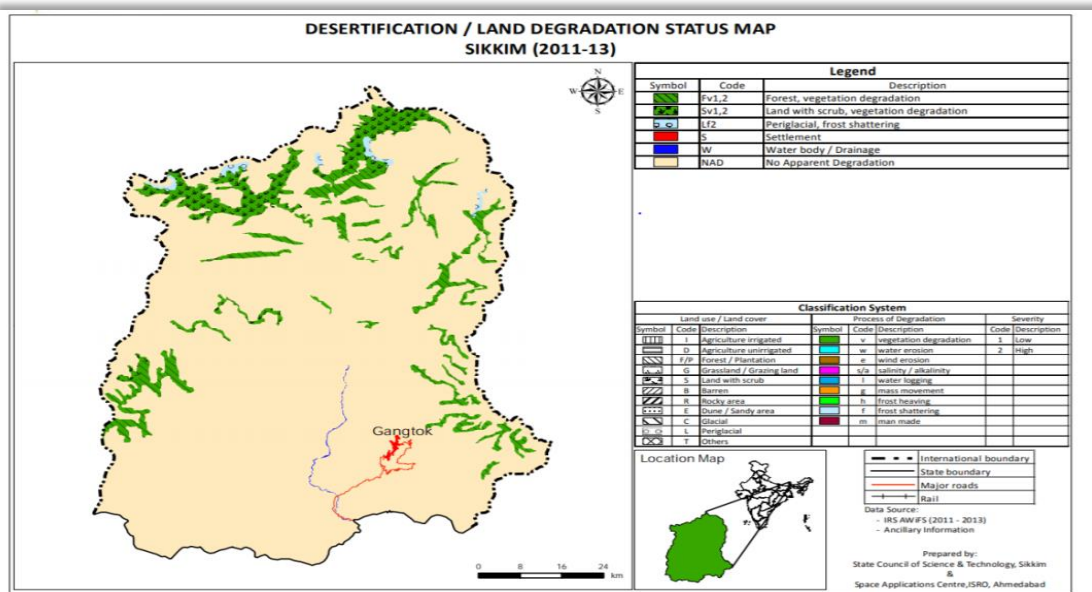 DESERTIFICATION / LAND DEGRADATION STATUS MAP
SIKKIM (2011-13)
N
W E
S
Gangtok
0 8 16 24
km
Legend
Symbol Code Description
Fv1,2 Forest, vegetation degradation
Sv1,2 Land with scrub, vegetation degradation
Lf2 Periglacial, frost shattering
S Settlement
W Water body / Drainage
NAD No Apparent Degradation
Classification System
Land use / Land cover Process of Degradation Severity
Symbol Code Description Symbol Code Description Code Description
I Agriculture irrigated v vegetation degradation 1 Low
D Agriculture unirrigated w water erosion 2 High
F/P Forest / Plantation e wind erosion
G Grassland / Grazing land s/a salinity / alkalinity
S Land with scrub l water logging
B Barren g mass movement
R Rocky area h frost heaving
E Dune / Sandy area f frost shattering
C Glacial m man made
L Periglacial
T Others
Location Map
International boundary
State boundary
Major roads
Rail
Data Source:
- IRS AWiFS (2011 - 2013)
- Ancillary Information
Prepared by:
State Council of Science & Technology, Sikkim
&
Space Applications Centre,ISRO, Ahmedabad